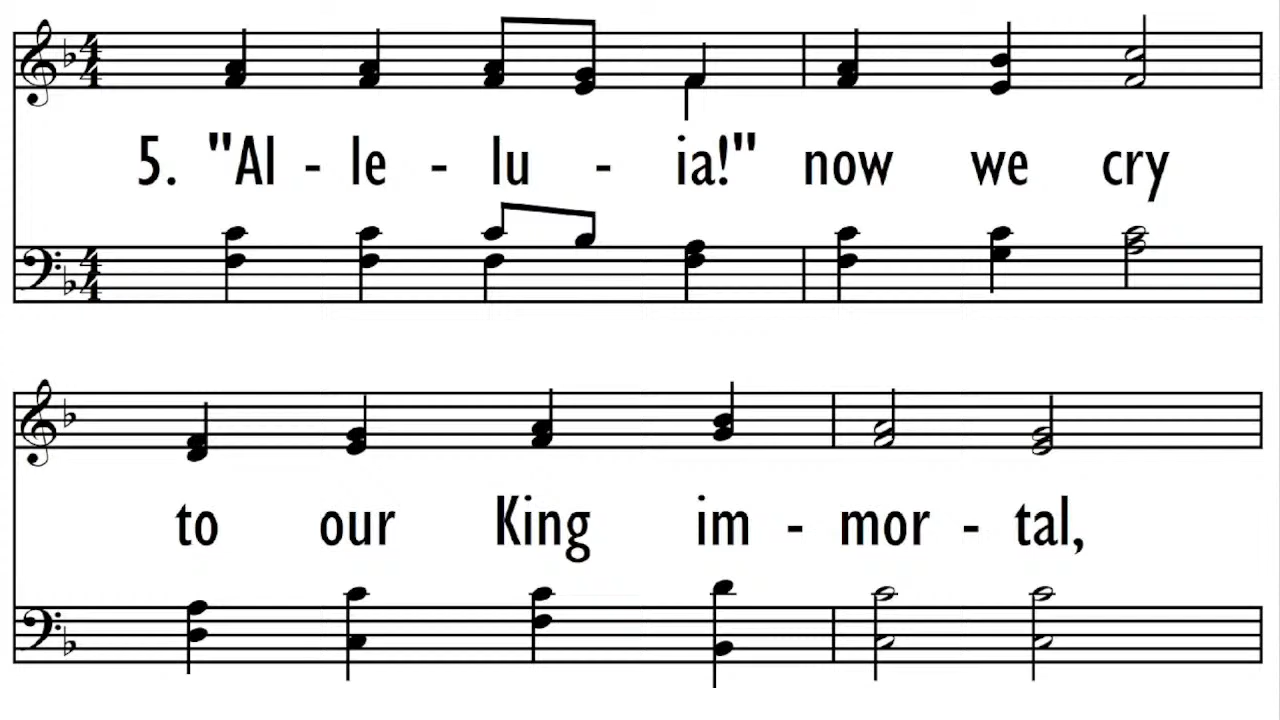 5. "Al - le - lu - ia!" now we cry
to our King im - mor - tal,